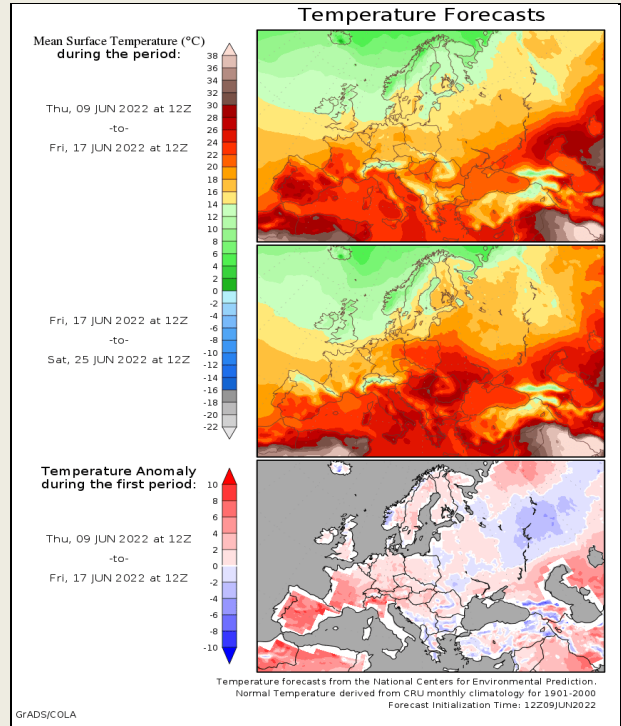 Temperature Forecasts
Mean Surface Temperature (°C)
during the period:
38
36
34
32
30
28
26
24
22
20
18
16
14
12
10
8
6
4
2
0
-2
-4
-6
-8
-10
-12
-14
-16
-18
-20
-22
Thu, 09 JUN 2022 at 12Z
-to-
Fri, 17 JUN 2022 at 12Z
Fri, 17 JUN 2022 at 12Z
-to-
Sat, 25 JUN 2022 at 12Z
Temperature Anomaly
during the first period:
10
8
6
4
2
0
-2
-4
-6
-8
-10
Thu, 09 JUN 2022 at 12Z
-to-
Fri, 17 JUN 2022 at 12Z
Temperature forecasts from the National Centers for Environmental Prediction.
Normal Temperature derived from CRU monthly climatology for 1901-2000
Forecast Initialization Time: 12Z09JUN2022
GrADS/COLA